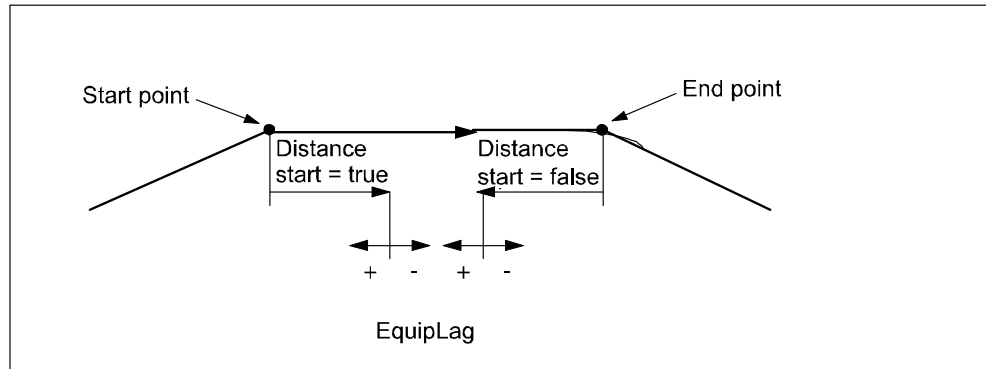 Start point
End point
Distance
start = true
Distance
start = false
+ - + -
EquipLag